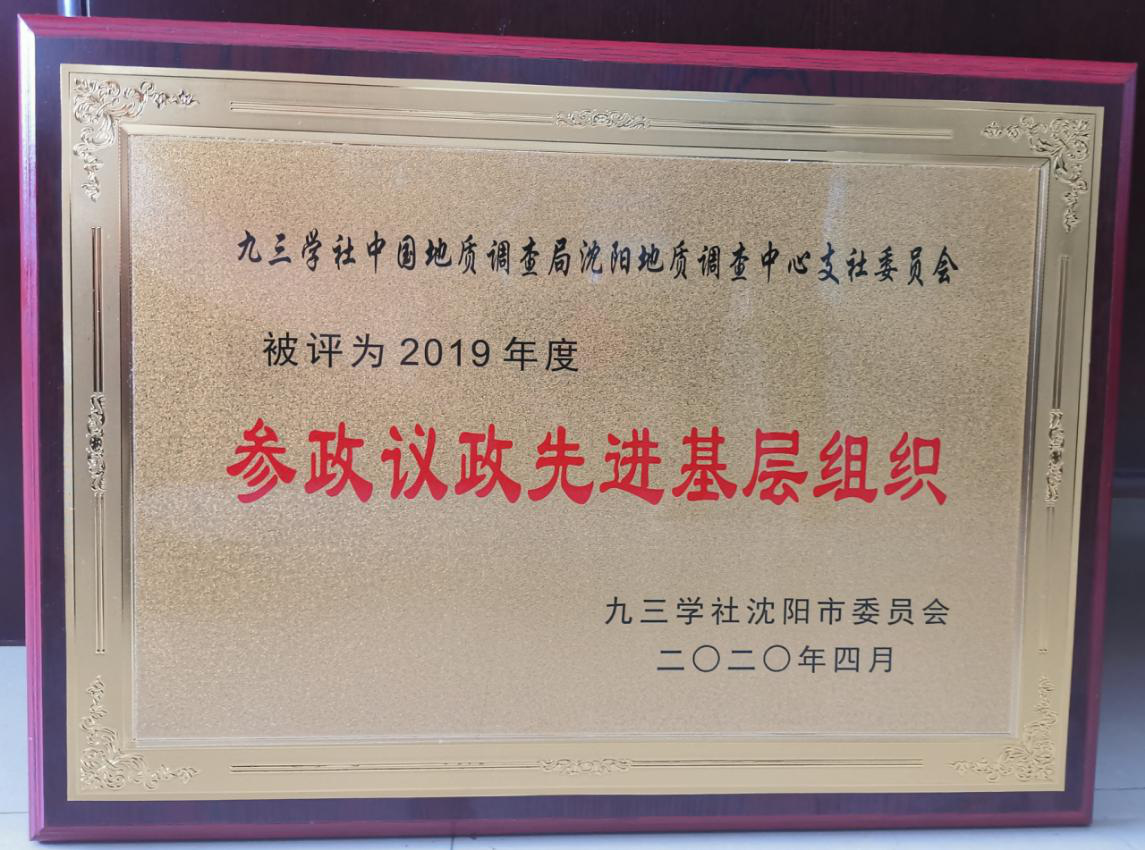 九三学社中国地质调查局沈阳地质调查中心支社委员会
被评为2019年度
参政议政先进基层组织
九三学社沈阳市委员会
二〇二〇年四月